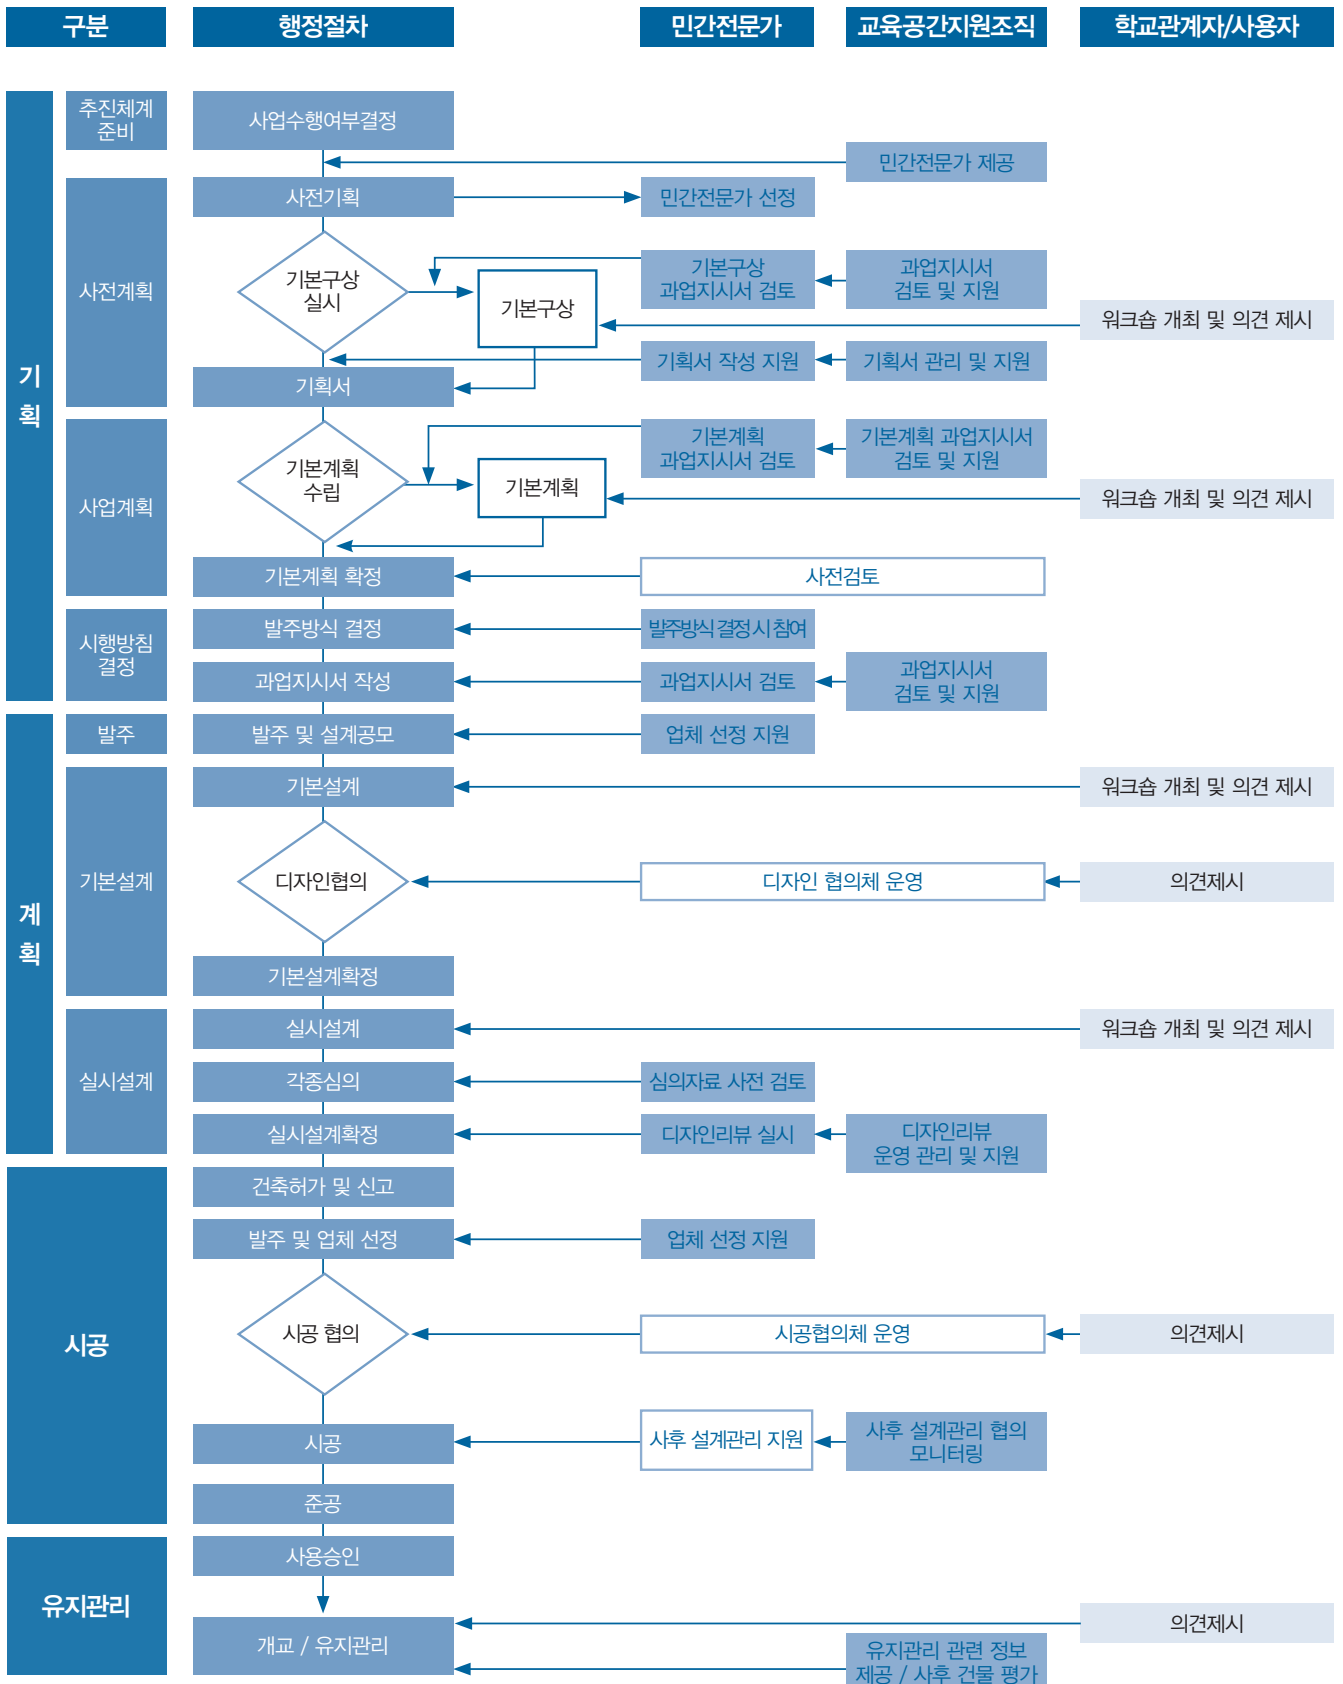 구분
행정절차
민간전문가
교육공간지원조직
학교관계자/사용자
기
획
추진체계
준비
사업수행여부결정
민간전문가 제공
사전계획
사전기획
민간전문가 선정
기본구상
실시
기본구상
기본구상
과업지시서 검토
과업지시서
검토 및 지원
워크숍 개최 및 의견 제시
기획서
기획서 작성 지원
기획서 관리 및 지원
사업계획
기본계획
수립
기본계획
기본계획
과업지시서 검토
기본계획 과업지시서
검토 및 지원
워크숍 개최 및 의견 제시
기본계획 확정
사전검토
시행방침
결정
발주방식 결정
발주방식 결정 시 참여
과업지시서 작성
과업지시서 검토
과업지시서
검토 및 지원
계
획
발주
발주 및 설계공모
업체 선정 지원
기본설계
기본설계
워크숍 개최 및 의견 제시
디자인협의
디자인 협의체 운영
의견제시
기본설계확정
실시설계
실시설계
워크숍 개최 및 의견 제시
각종심의
심의자료 사전 검토
실시설계확정
디자인리뷰 실시
디자인리뷰
운영 관리 및 지원
시공
건축허가 및 신고
발주 및 업체 선정
업체 선정 지원
시공 협의
시공협의체 운영
의견제시
시공
사후 설계관리 지원
사후 설계관리 협의
모니터링
준공
유지관리
사용승인
개교 / 유지관리
의견제시
유지관리 관련 정보
제공 / 사후 건물 평가